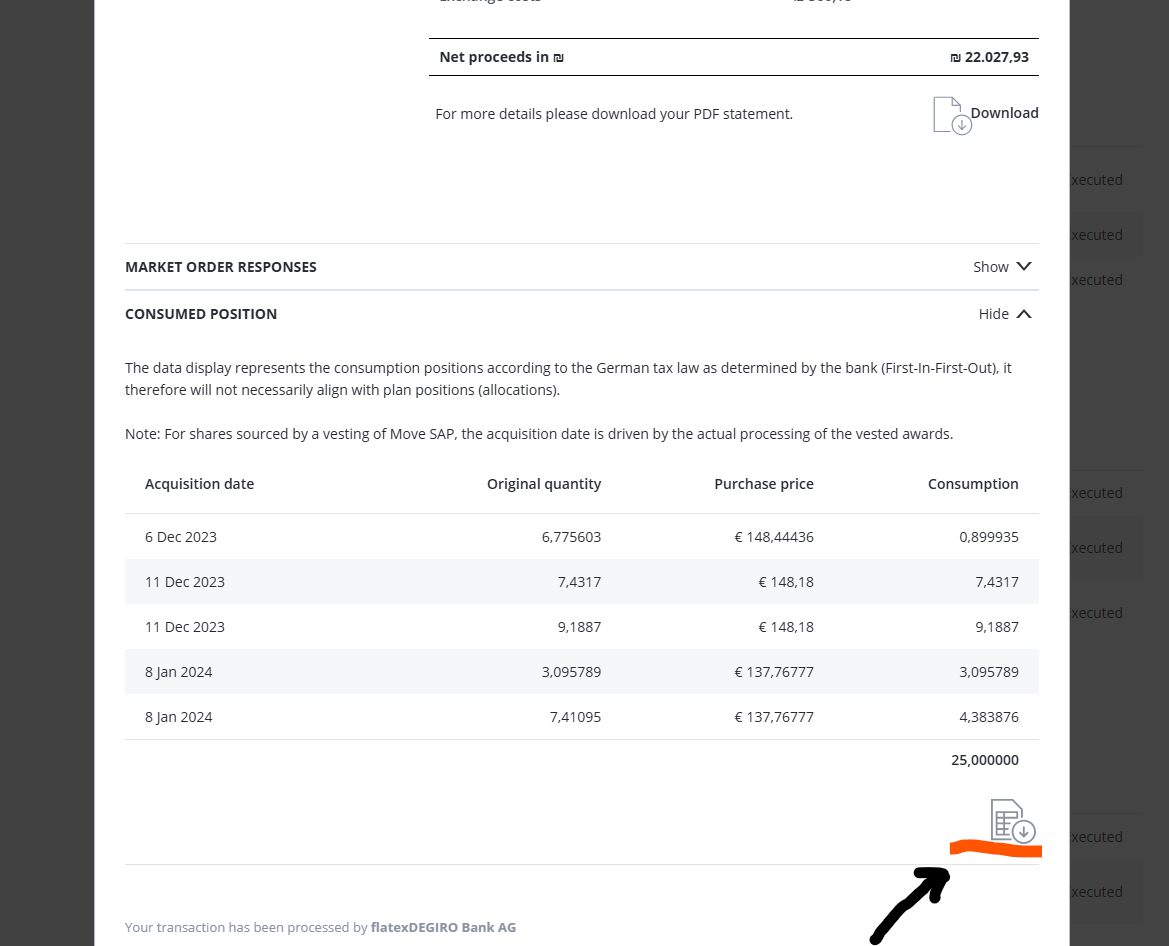 Net proceeds in ₪ ₪ 22.027,93
For more details please download your PDF statement. Download
xecuted
xecuted
MARKET ORDER RESPONSES Show
xecuted
CONSUMED POSITION Hide
The data display represents the consumption positions according to the German tax law as determined by the bank (First-In-First-Out), it
therefore will not necessarily align with plan positions (allocations).
Note: For shares sourced by a vesting of Move SAP, the acquisition date is driven by the actual processing of the vested awards.
Acquisition date Original quantity Purchase price Consumption
xecuted
6 Dec 2023 6,775603 € 148,44436 0,899935
xecuted
11 Dec 2023 7,4317 € 148,18 7,4317
xecuted
11 Dec 2023 9,1887 € 148,18 9,1887
8 Jan 2024 3,095789 € 137,76777 3,095789
8 Jan 2024 7,41095 € 137,76777 4,383876
25,000000
xecuted
xecuted
Your transaction has been processed by flatexDEGIRO Bank AG